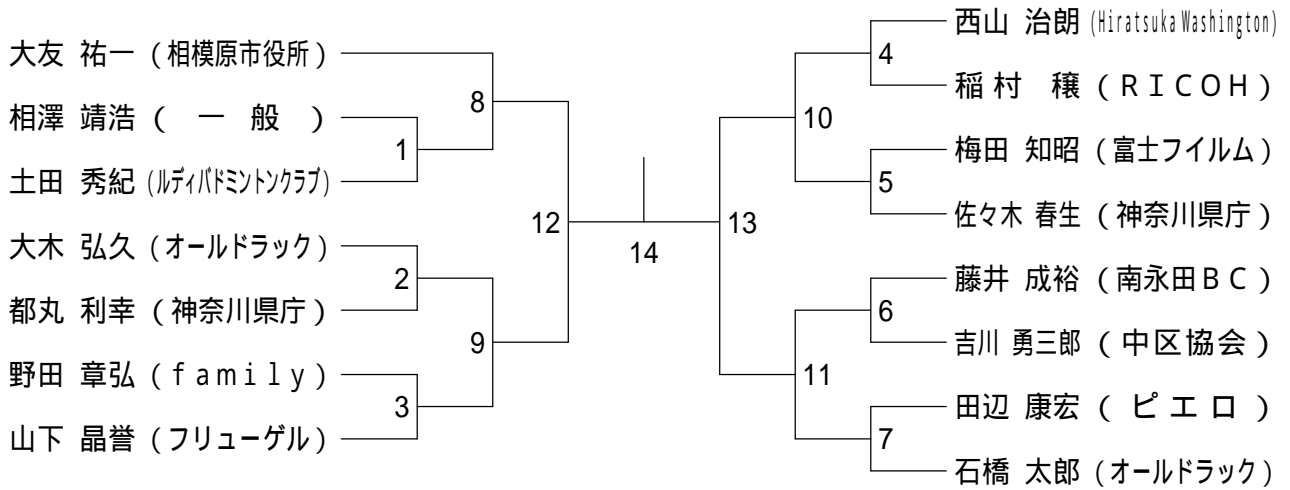 大友 祐一 (相模原市役所)
相澤 靖浩 (一般)
土田 秀紀 (ルディバドミントンクラブ)
大木 弘久 (オールドラック)
都丸 利幸 (神奈川県庁)
野田 章弘 (family)
山下 晶誉 (フリューゲル)
8
1
2
9
3
12
14
13
10
4
5
11
6
7
西山 治朗 (Hiratsuka Washington)
稲村 穣 (RICOH)
梅田 知昭 (富士フイルム)
佐々木 春生 (神奈川県庁)
藤井 成裕 (南永田BC)
吉川 勇三郎 (中区協会)
田辺 康宏 (ピエロ)
石橋 太郎 (オールドラック)